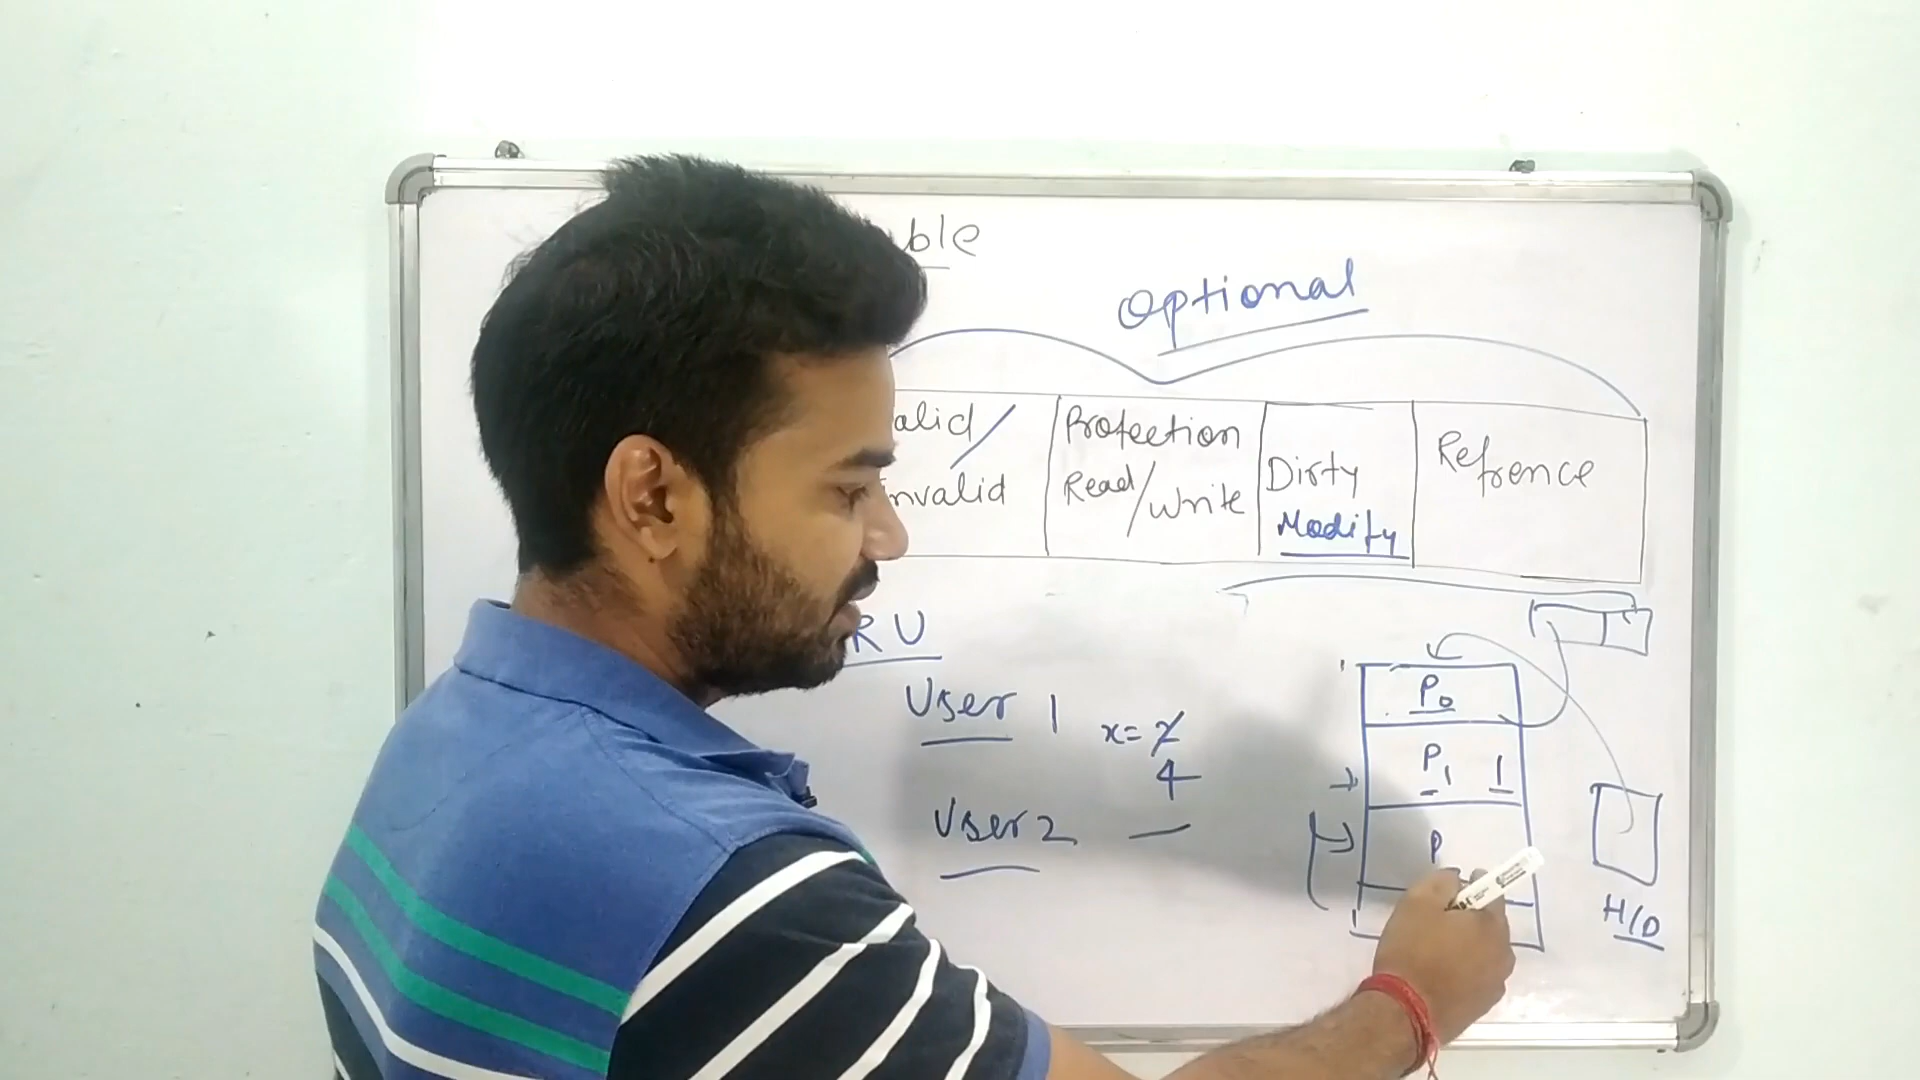 ble
Optional
alid/
nvalid
Protection
Read/Write
Dirty
Modify
Refrence
RU
User 1
x=2
4
User 2
P0
P1 1
P
H/D